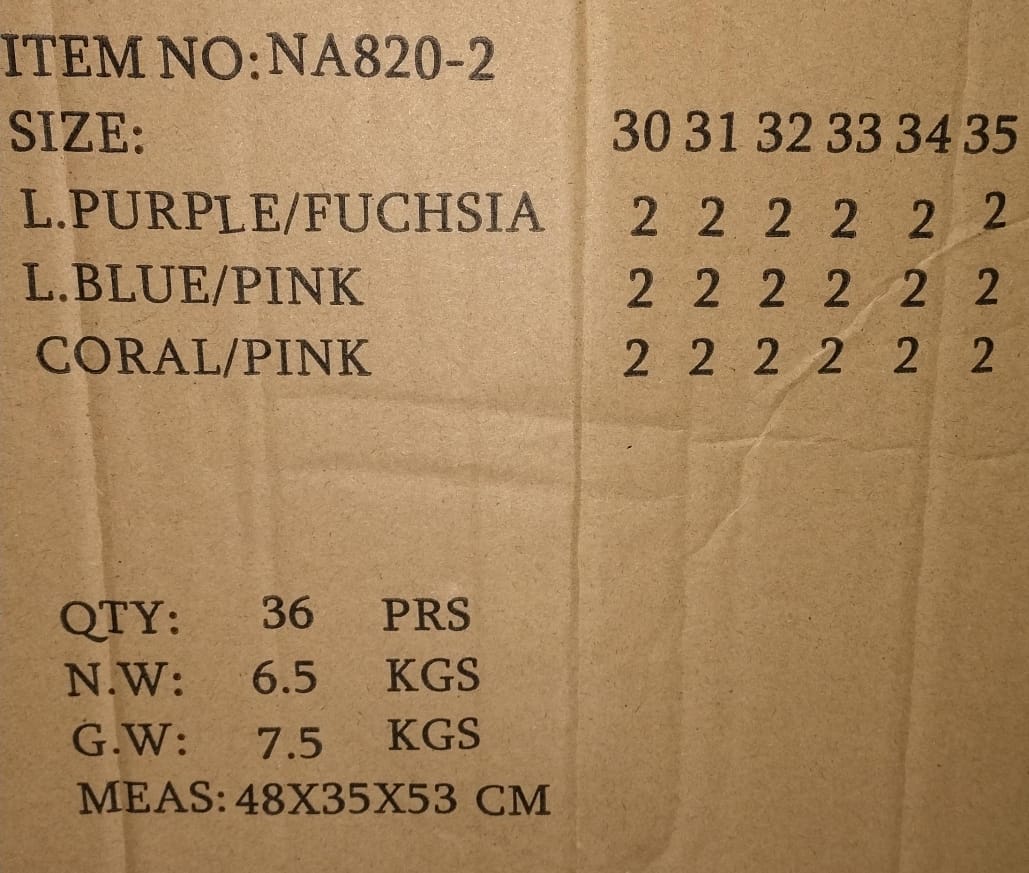 ITEM NO:NA820-2
SIZE: 30 31 32 33 34 35
L.PURPLE/FUCHSIA 2 2 2 2 2 2
L.BLUE/PINK 2 2 2 2 2 2
CORAL/PINK 2 2 2 2 2 2
QTY: 36 PRS
N.W: 6.5 KGS
G.W: 7.5 KGS
MEAS: 48X35X53 CM